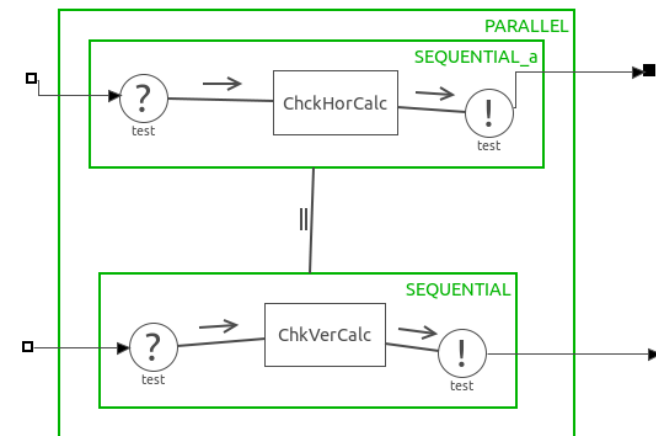 PARALLEL
SEQUENTIAL_a
?
ChckHorCalc
!
test
test
||
SEQUENTIAL
?
ChkVerCalc
!
test
test